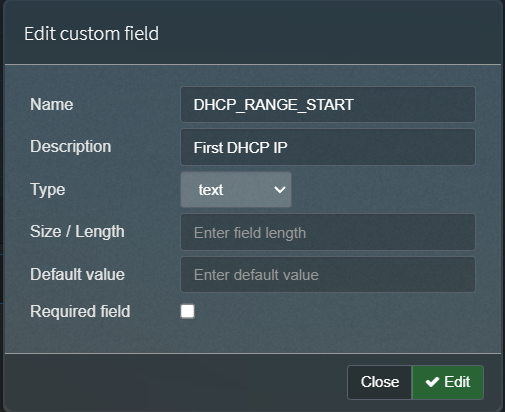 Edit custom field
Name DHCP_RANGE_START
Description First DHCP IP
Type text
Size / Length Enter field length
Default value Enter default value
Required field
Close Edit